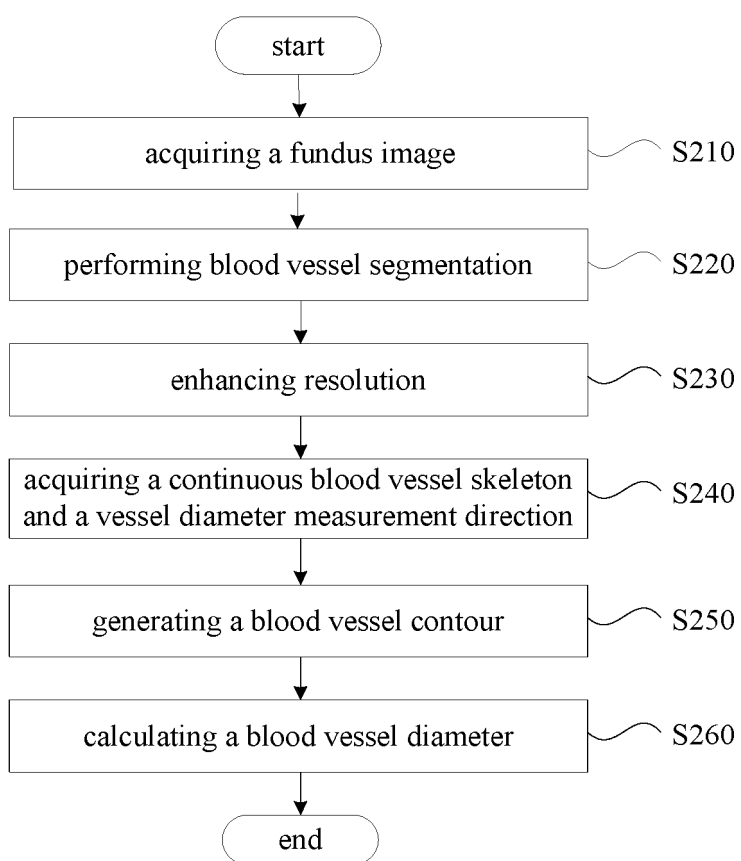 start
acquiring a fundus image
S210
performing blood vessel segmentation
S220
enhancing resolution
S230
acquiring a continuous blood vessel skeleton
and a vessel diameter measurement direction
S240
generating a blood vessel contour
S250
calculating a blood vessel diameter
S260
end